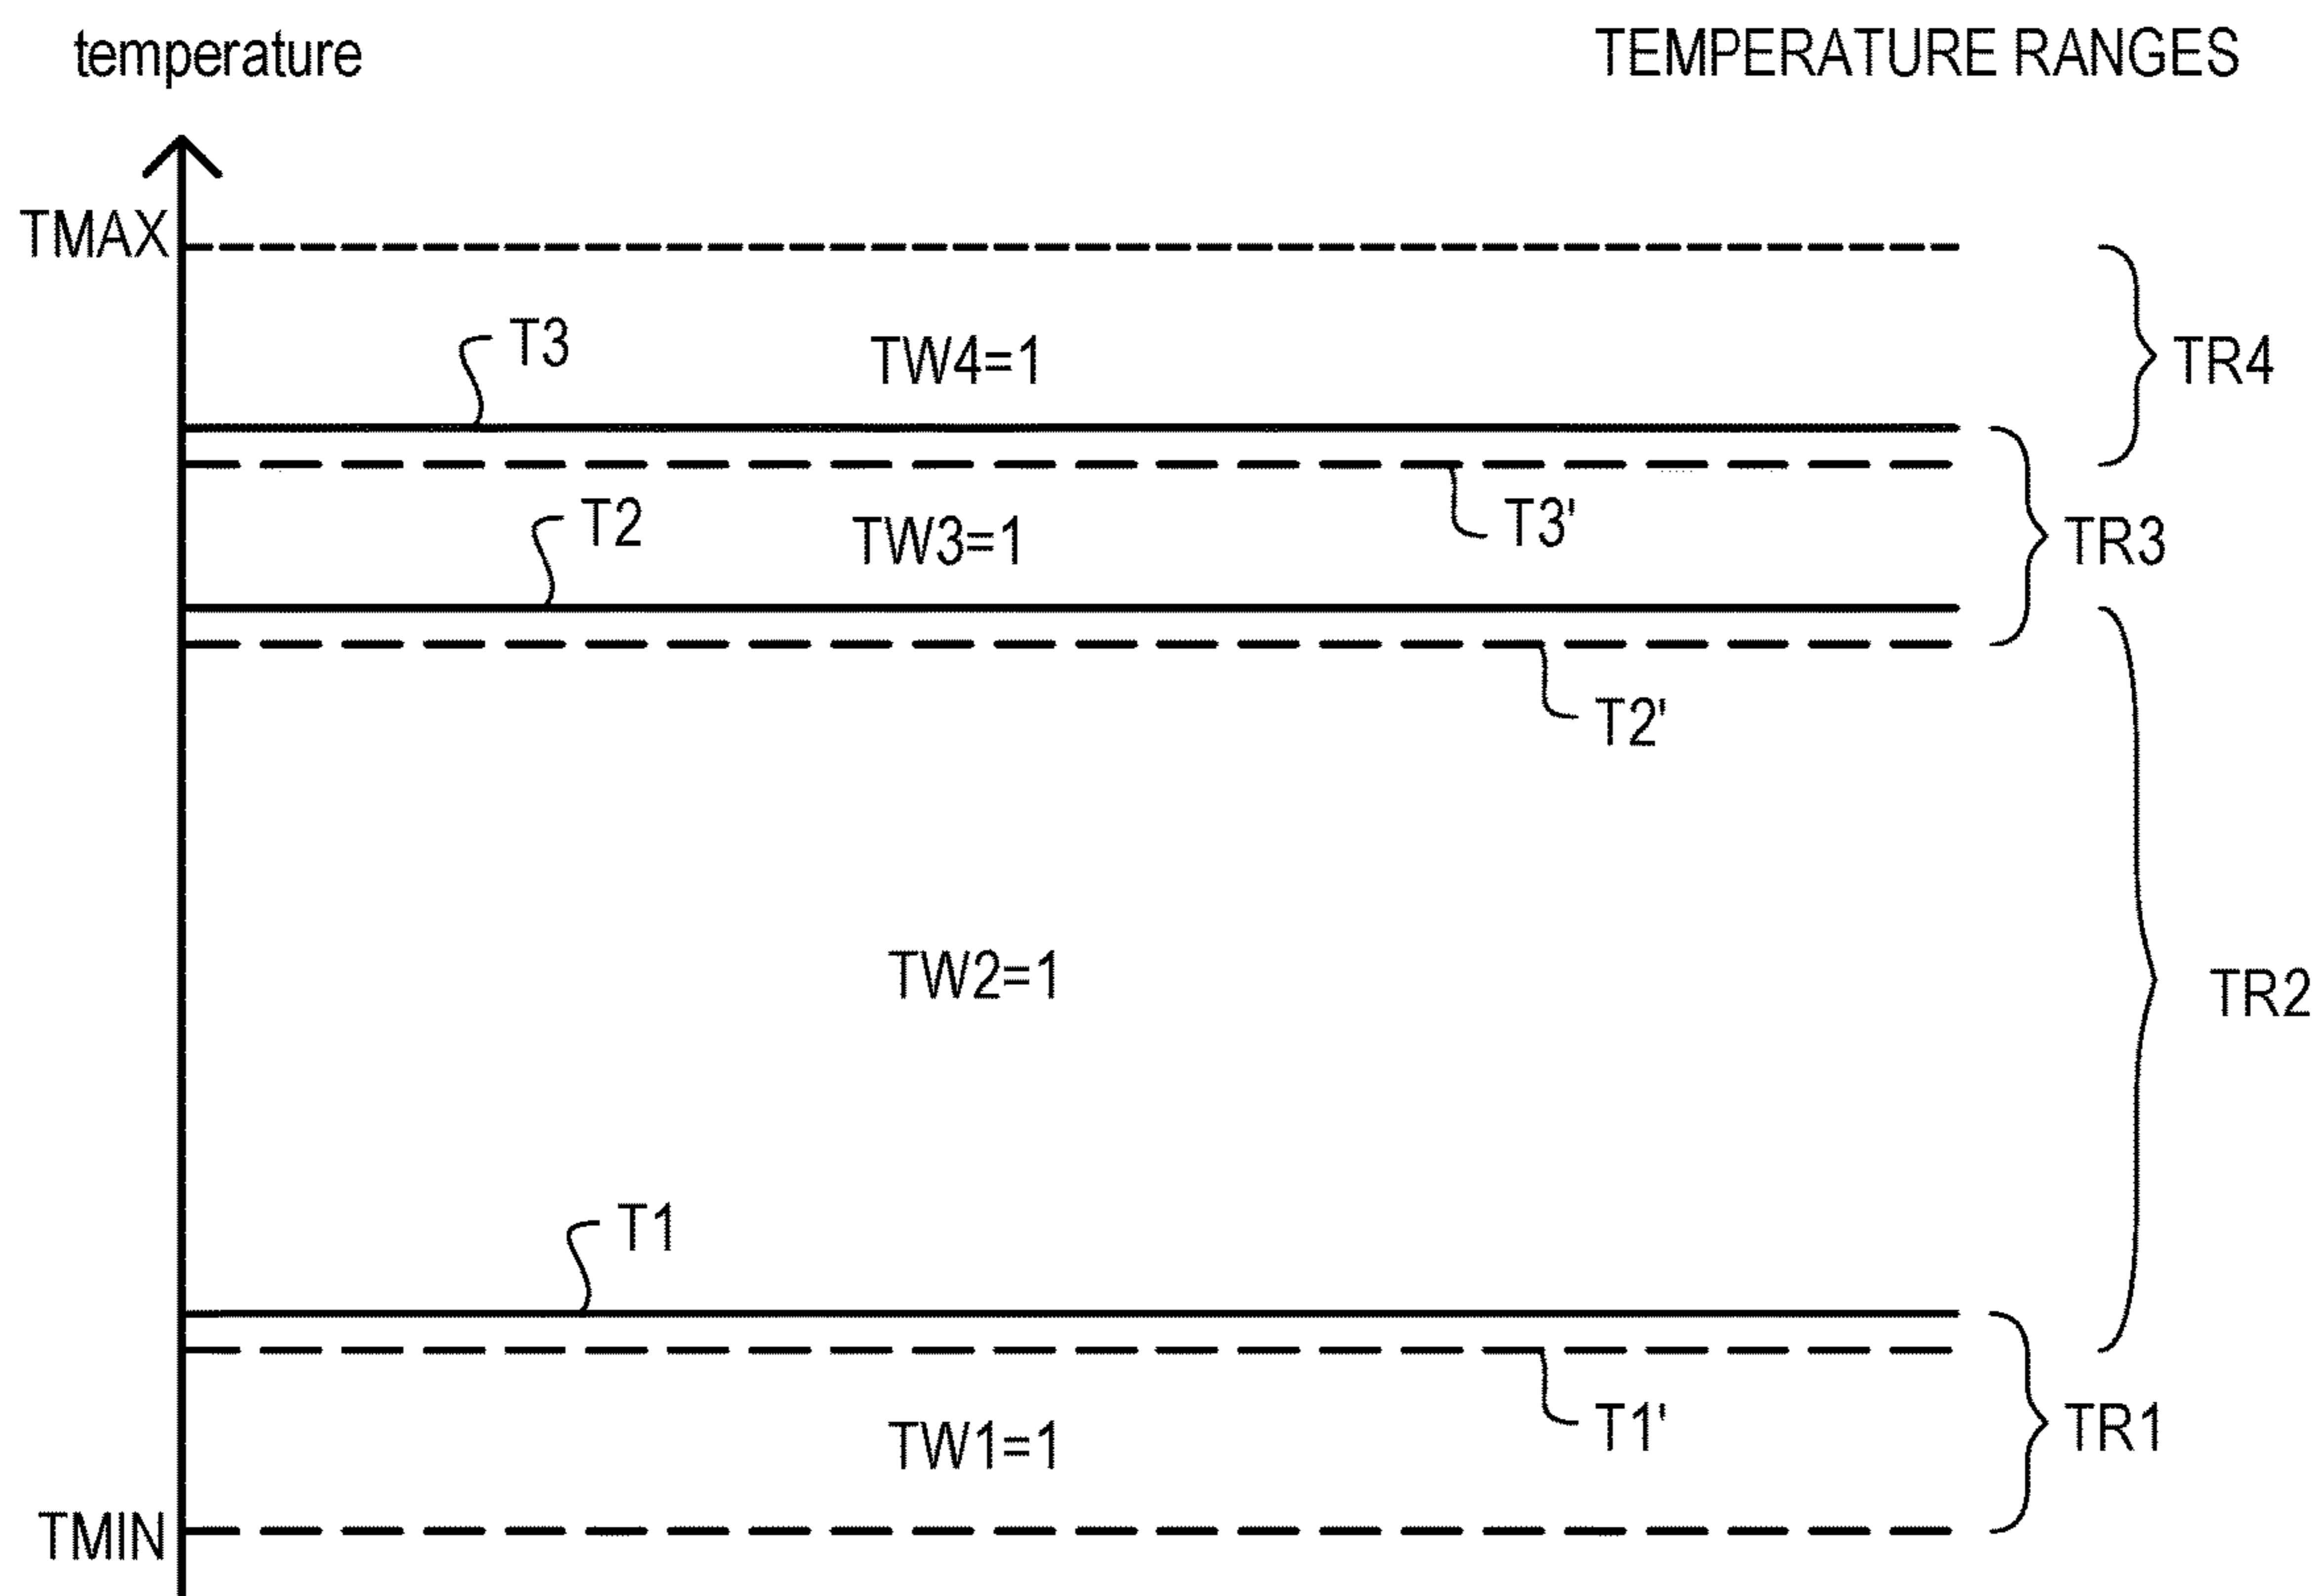 temperature
TEMPERATURE RANGES
TMAX
T3
TW4=1
TR4
T2
TW3=1
T3'
TR3
T2'
TW2=1
TR2
T1
T1'
TR1
TW1=1
TMIN